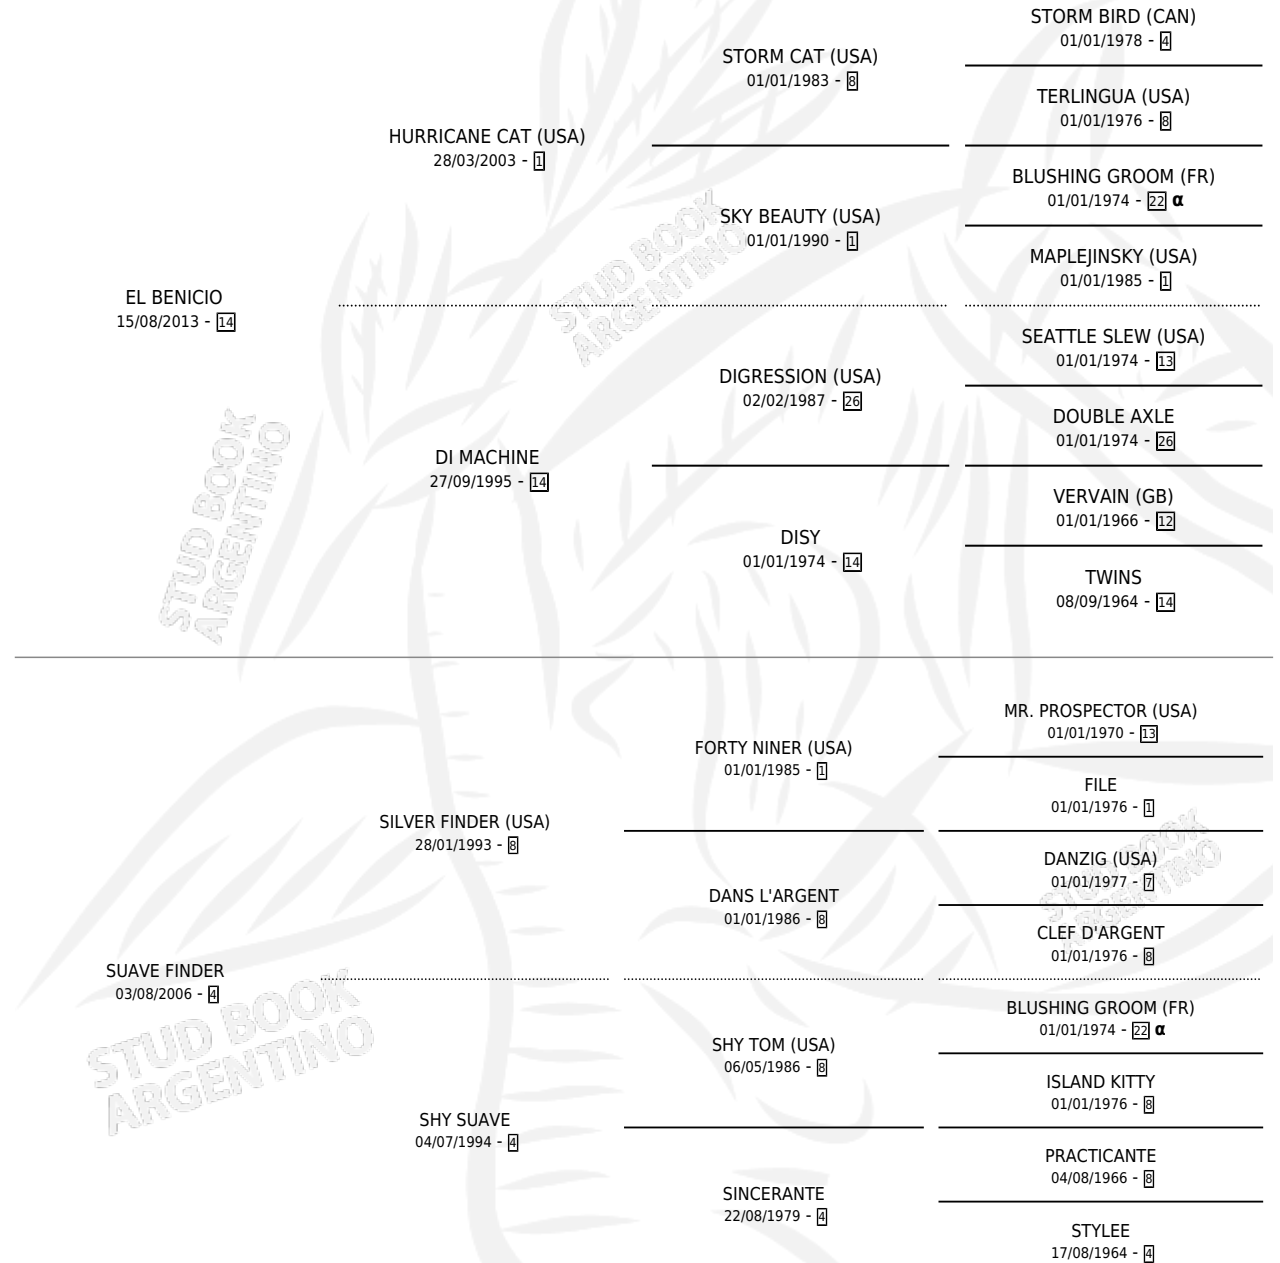 STORM BIRD (CAN)
01/01/1978 - 4
STORM CAT (USA)
01/01/1983 - 8
TERLINGUA (USA)
01/01/1976 - 8
HURRICANE CAT (USA)
28/03/2003 - 1
BLUSHING GROOM (FR)
01/01/1974 - 22 α
SKY BEAUTY (USA)
01/01/1990 - 1
MAPLEJINSKY (USA)
01/01/1985 - 1
EL BENICIO
15/08/2013 - 14
SEATTLE SLEW (USA)
01/01/1974 - 13
DIGRESSION (USA)
02/02/1987 - 26
DOUBLE AXLE
01/01/1974 - 26
DI MACHINE
27/09/1995 - 14
VERVAIN (GB)
01/01/1966 - 12
DISY
01/01/1974 - 14
TWINS
08/09/1964 - 14
MR. PROSPECTOR (USA)
01/01/1970 - 13
FORTY NINER (USA)
01/01/1985 - 1
FILE
01/01/1976 - 1
SILVER FINDER (USA)
28/01/1993 - 8
DANZIG (USA)
01/01/1977 - 7
DANS L'ARGENT
01/01/1986 - 8
CLEF D'ARGENT
01/01/1976 - 8
SUAVE FINDER
03/08/2006 - 4
BLUSHING GROOM (FR)
01/01/1974 - 22 α
SHY TOM (USA)
06/05/1986 - 8
ISLAND KITTY
01/01/1976 - 8
SHY SUAVE
04/07/1994 - 4
PRACTICANTE
04/08/1966 - 8
SINCERANTE
22/08/1979 - 4
STYLEE
17/08/1964 - 4
STUD BOOK
ARGENTINO
STUD BOOK
ARGENTINO
STUD BOOK
ARGENTINO
STUD BOOK
ARGENTINO